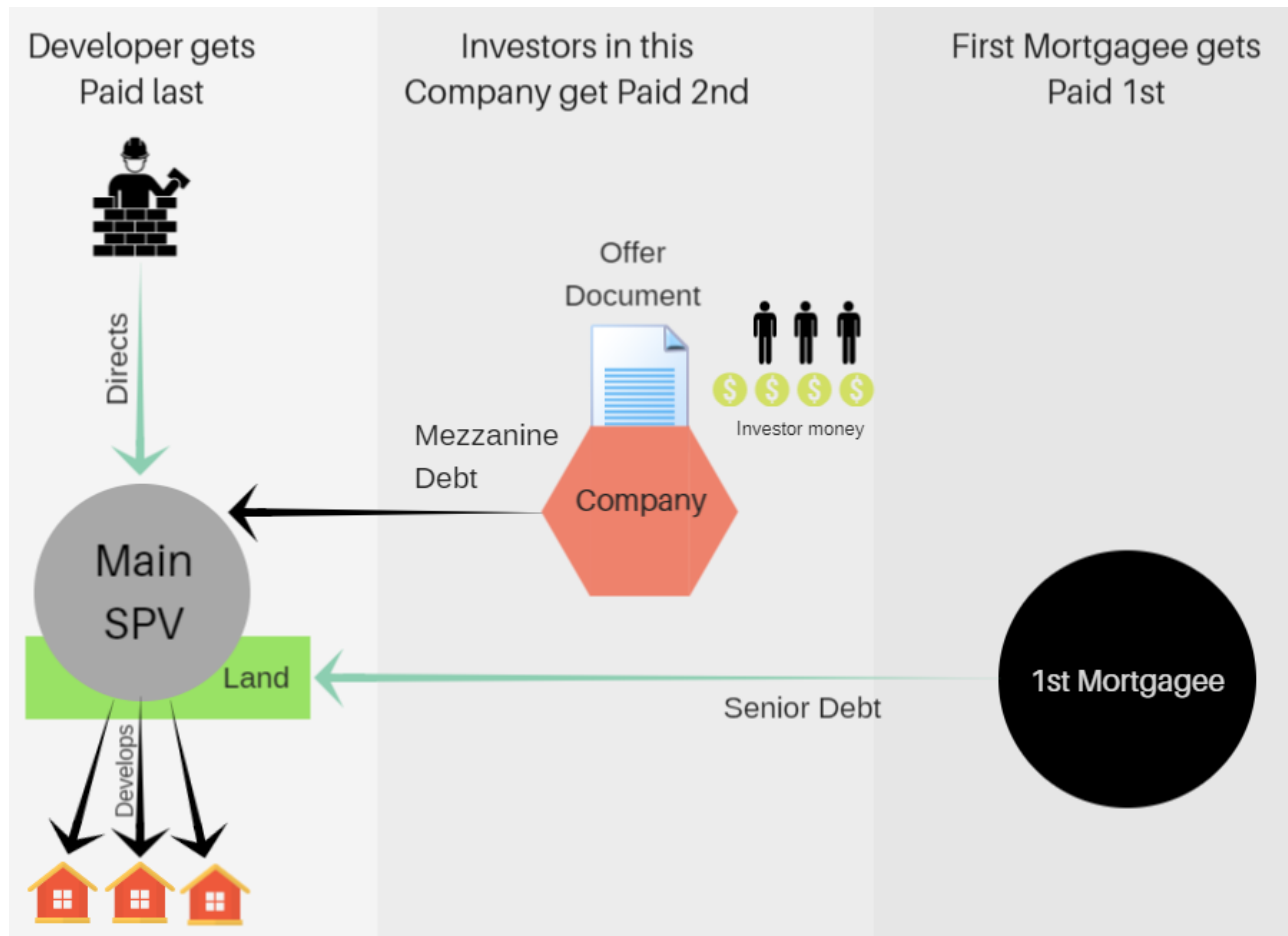 Developer gets
Paid last
Investors in this
Company get Paid 2nd
First Mortgagee gets
Paid 1st
Directs
Offer
Document
Investor money
Mezzanine
Debt
Company
Main
SPV
Land
Senior Debt
1st Mortgagee
Develops